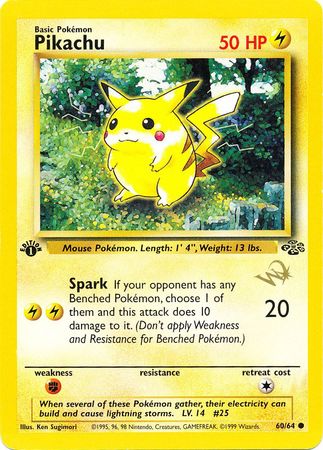 Basic Pokémon
Pikachu 50 HP
Mouse Pokémon. Length: 1' 4", Weight: 13 lbs.
EDITION
1
W
Spark If your opponent has any
Benched Pokémon, choose 1 of
them and this attack does 10
damage to it. (Don't apply Weakness
and Resistance for Benched Pokémon.)
20
weakness resistance retreat cost
When several of these Pokémon gather, their electricity can
build and cause lightning storms. LV. 14 #25
Illus. Ken Sugimori ©1995, 96, 98 Nintendo, Creatures, GAMEFREAK. ©1999 Wizards. 60/64